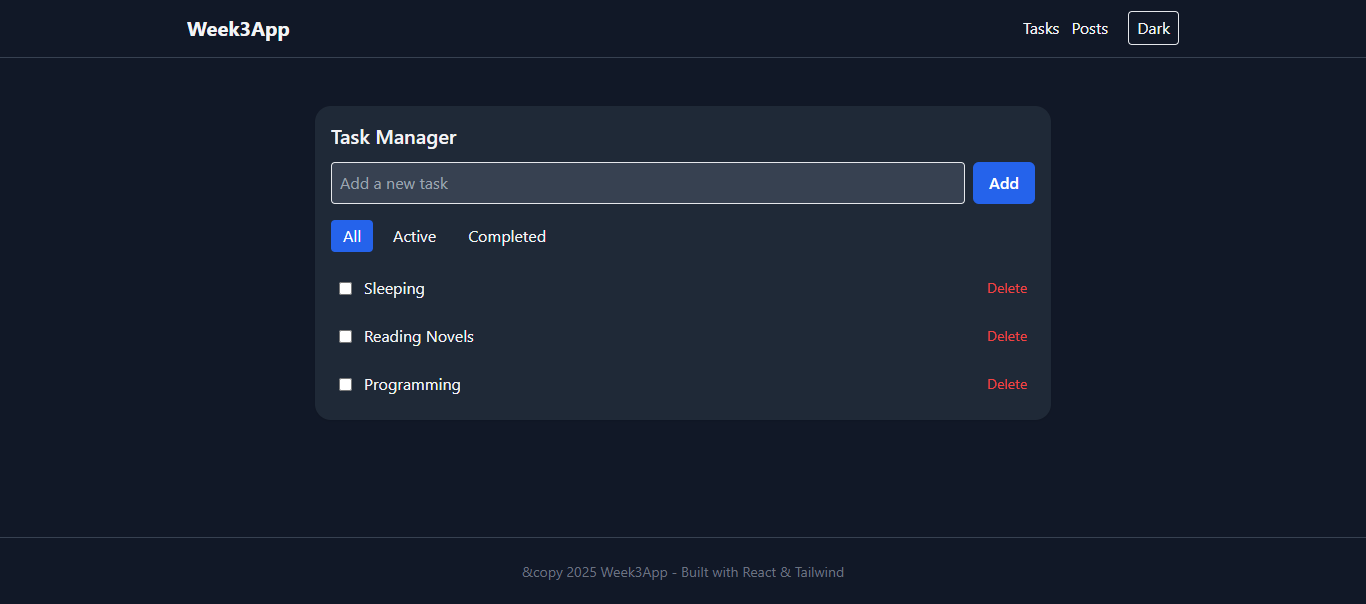 Week3App Tasks Posts Dark
Task Manager
Add a new task Add
All Active Completed
Sleeping Delete
Reading Novels Delete
Programming Delete
&copy 2025 Week3App - Built with React & Tailwind